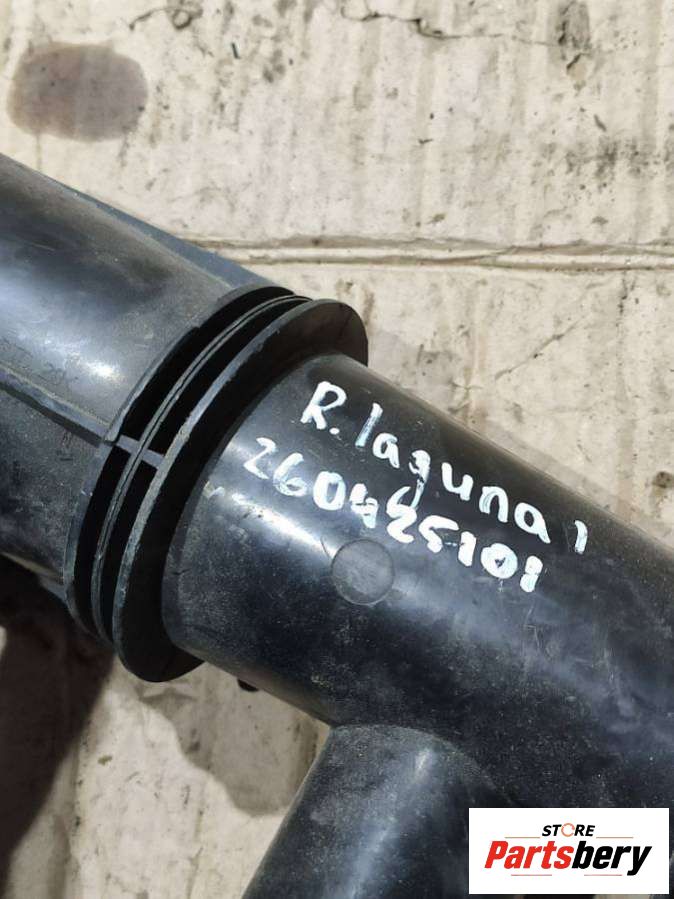 R. laguna 1
260425101
STORE
Partsbery